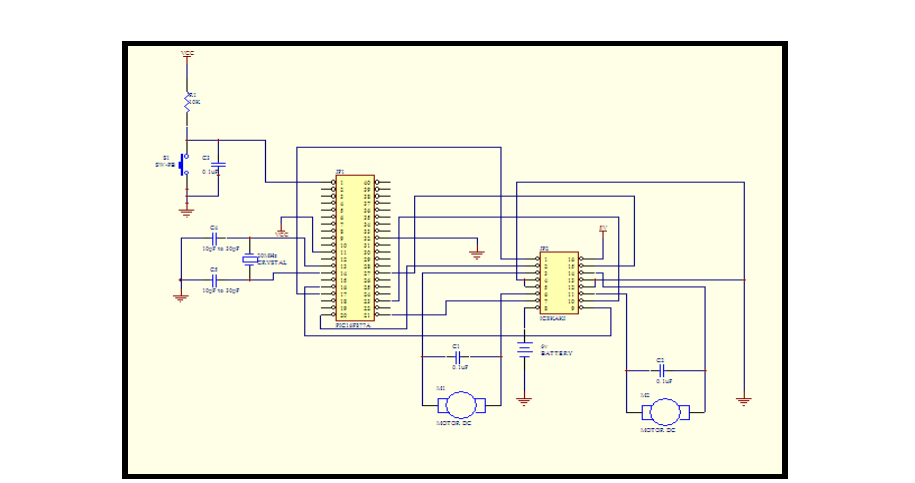 VCC
R1
10K
S1
SW-PB
C3
0.1uF
JP1
C4
VCC
10pF to 30pF
CRYSTAL
C5
10pF to 30pF
1
2
3
4
5
6
7
8
9
10
11
12
13
14
15
16
17
18
19
20
40
39
38
37
36
35
34
33
32
31
30
29
28
27
26
25
24
23
22
21
PIC16F877A
5V
JP2
1
2
3
4
5
6
7
8
16
15
14
13
12
11
10
9
C1
0.1uF
9V
BATTERY
C2
0.1uF
M1
MOTOR DC
M2
MOTOR DC